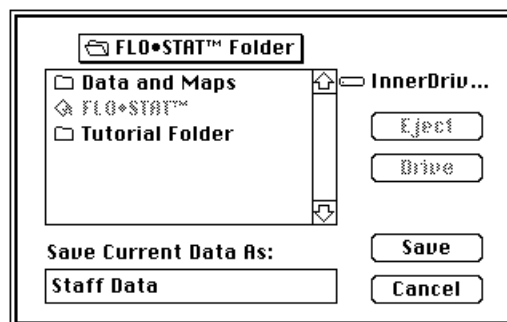 FLO•STAT™ Folder
Data and Maps
FLO•STAT™
Tutorial Folder
InnerDriv...
Eject
Drive
Save Current Data As:
Staff Data
Save
Cancel